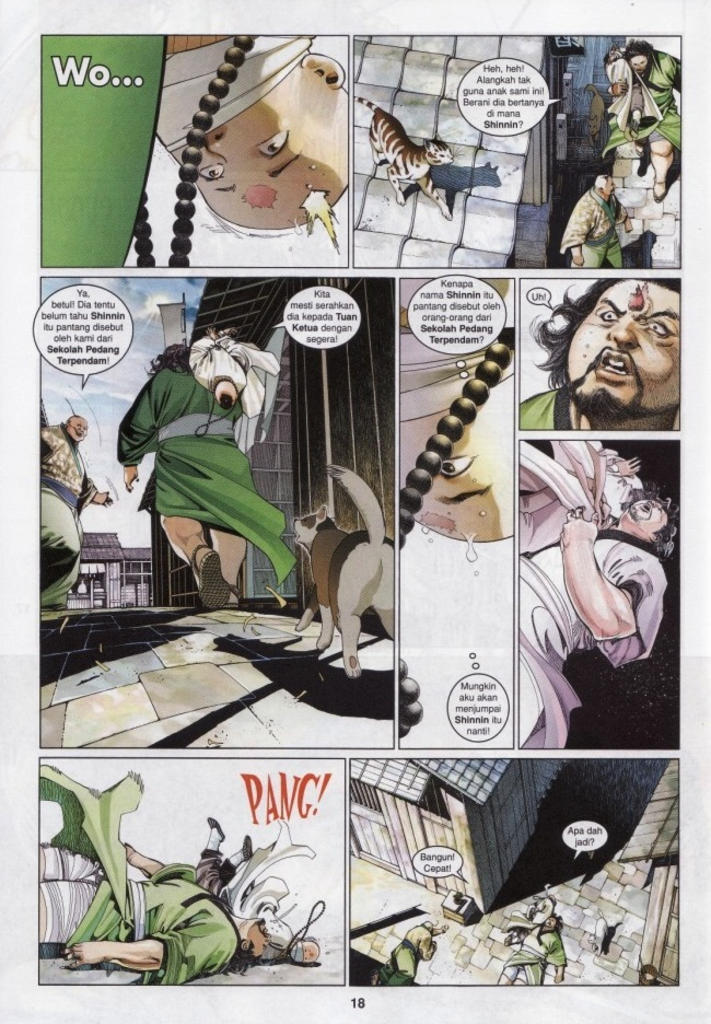 Wo...
Heh, heh!
Alangkah tak
guna anak sami ini!
Berani dia bertanya
di mana
Shinnin?
Ya,
betul! Dia tentu
belum tahu Shinnin
itu pantang disebut
oleh kami dari
Sekolah Pedang
Terpendam!
Kita
mesti serahkan
dia kepada Tuan
Ketua dengan
segera!
Kenapa
nama Shinnin itu
pantang disebut oleh
orang-orang dari
Sekolah Pedang
Terpendam?
Mungkin
aku akan
menjumpai
Shinnin itu
nanti!
Uh!
PANG!
Bangun!
Cepat!
Apa dah
jadi?
18